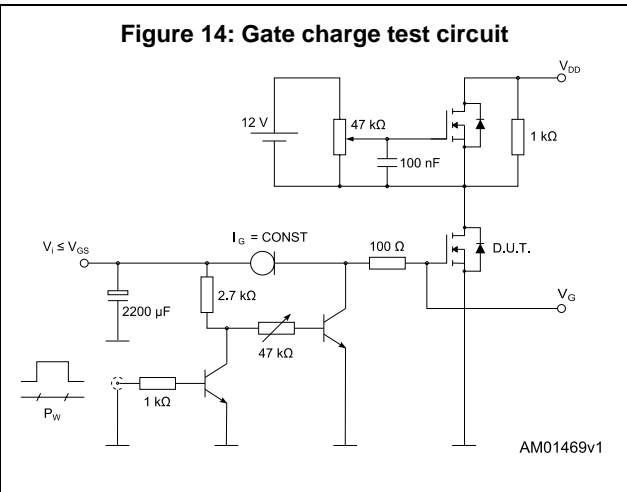 Figure 14: Gate charge test circuit
V_DD
12 V
47 kΩ
1 kΩ
100 nF
V_i ≤ V_GS
I_G = CONST
100 Ω
D.U.T.
2.7 kΩ
2200 μF
V_G
47 kΩ
1 kΩ
P_W
AM01469v1